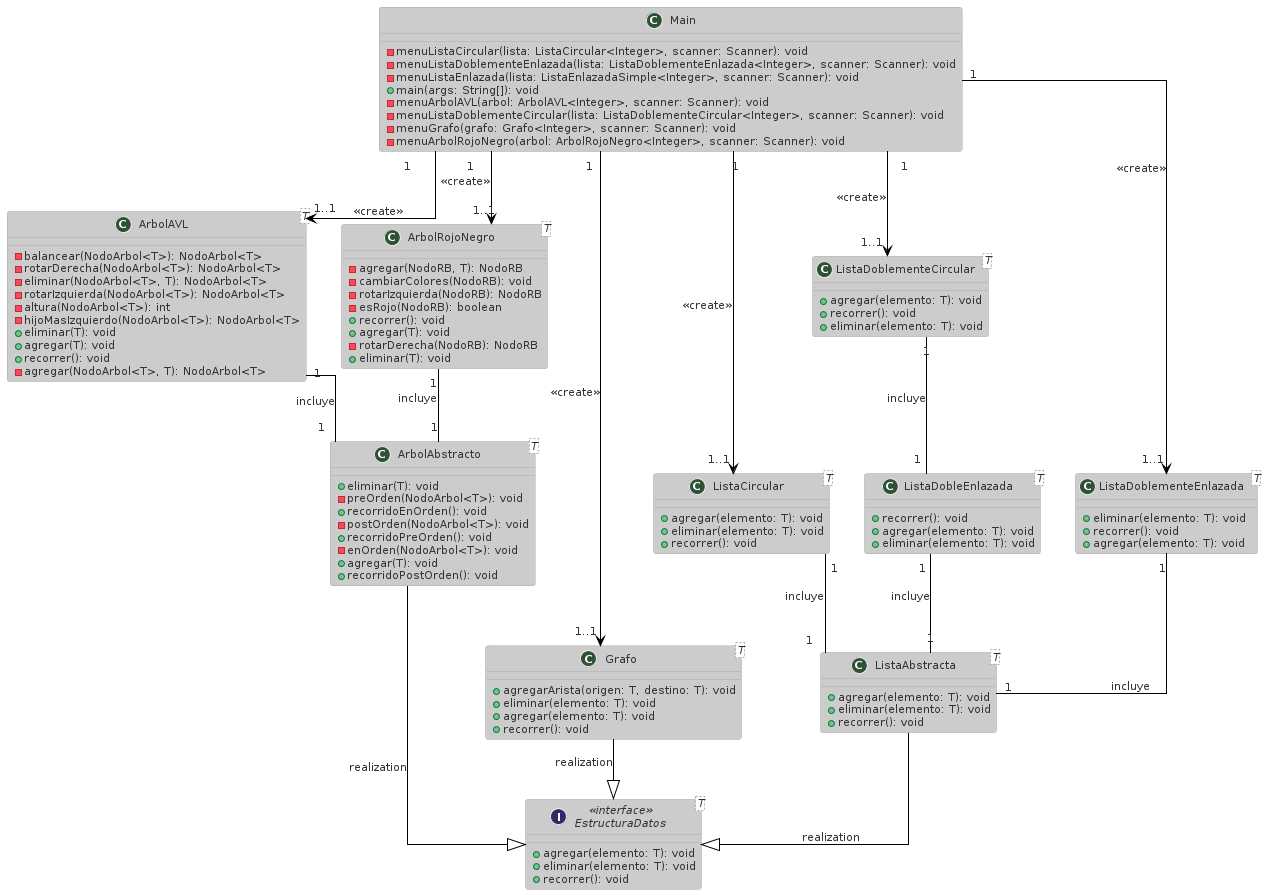 C Main
menuListaCircular(lista: ListaCircular<Integer>, scanner: Scanner): void
menuListaDoblementeEnlazada(lista: ListaDoblementeEnlazada<Integer>, scanner: Scanner): void
menuListaEnlazada(lista: ListaEnlazadaSimple<Integer>, scanner: Scanner): void
main(args: String[]): void
menuArbolAVL(arbol: ArbolAVL<Integer>, scanner: Scanner): void
menuListaDoblementeCircular(lista: ListaDoblementeCircular<Integer>, scanner: Scanner): void
menuGrafo(grafo: Grafo<Integer>, scanner: Scanner): void
menuArbolRojoNegro(arbol: ArbolRojoNegro<Integer>, scanner: Scanner): void
1
1
1
1
1
1
«create»
1..1
«create»
1..1
«create»
1..1
«create»
1..1
«create»
1..1
«create»
1..1
T
C ArbolAVL
balancear(NodoArbol<T>): NodoArbol<T>
rotarDerecha(NodoArbol<T>): NodoArbol<T>
eliminar(NodoArbol<T>, T): NodoArbol<T>
rotarIzquierda(NodoArbol<T>): NodoArbol<T>
altura(NodoArbol<T>): int
hijoMasIzquierdo(NodoArbol<T>): NodoArbol<T>
eliminar(T): void
agregar(T): void
recorrer(): void
agregar(NodoArbol<T>, T): NodoArbol<T>
T
C ArbolRojoNegro
agregar(NodoRB, T): NodoRB
cambiarColores(NodoRB): void
rotarIzquierda(NodoRB): NodoRB
esRojo(NodoRB): boolean
recorrer(): void
agregar(T): void
rotarDerecha(NodoRB): NodoRB
eliminar(T): void
T
C ListaDoblementeCircular
agregar(elemento: T): void
recorrer(): void
eliminar(elemento: T): void
1
incluye
1
1
incluye
1
1
incluye
1
T
C ArbolAbstracto
eliminar(T): void
preOrden(NodoArbol<T>): void
recorridoEnOrden(): void
postOrden(NodoArbol<T>): void
recorridoPreOrden(): void
enOrden(NodoArbol<T>): void
agregar(T): void
recorridoPostOrden(): void
T
C ListaCircular
agregar(elemento: T): void
eliminar(elemento: T): void
recorrer(): void
T
C ListaDobleEnlazada
recorrer(): void
agregar(elemento: T): void
eliminar(elemento: T): void
T
C ListaDoblementeEnlazada
eliminar(elemento: T): void
recorrer(): void
agregar(elemento: T): void
1
incluye
1
1
incluye
1
1
incluye
1
T
C Grafo
agregarArista(origen: T, destino: T): void
eliminar(elemento: T): void
agregar(elemento: T): void
recorrer(): void
T
C ListaAbstracta
agregar(elemento: T): void
eliminar(elemento: T): void
recorrer(): void
realization
realization
realization
T
I «interface»
EstructuraDatos
agregar(elemento: T): void
eliminar(elemento: T): void
recorrer(): void